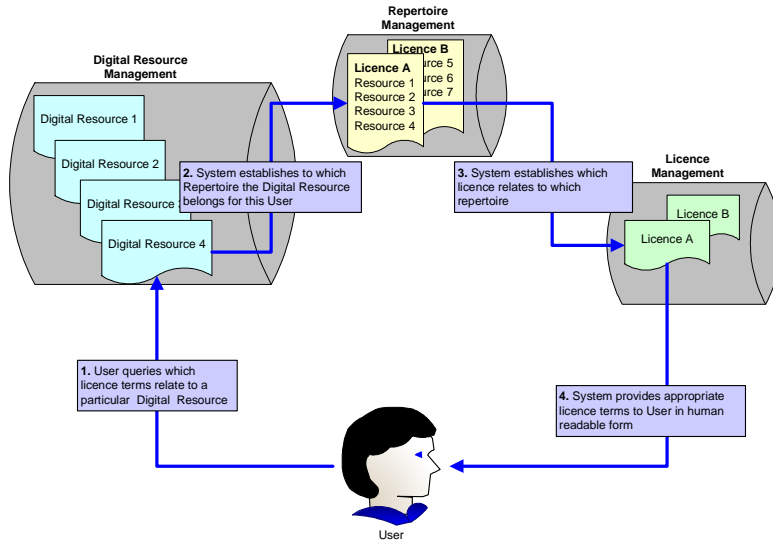 Repertoire
Management
Digital Resource
Management
Licence B
source 5
source 6
urce 7
Licence A
Resource 1
Resource 2
Resource 3
Resource 4
Digital Resource 1
Digital Resource 2
Digital Resource
Digital Resource 4
2. System establishes to which
Repertoire the Digital Resource
belongs for this User
3. System establishes which
licence relates to which
repertoire
Licence
Management
Licence B
Licence A
1. User queries which
licence terms relate to a
particular Digital Resource
4. System provides appropriate
licence terms to User in human
readable form
User